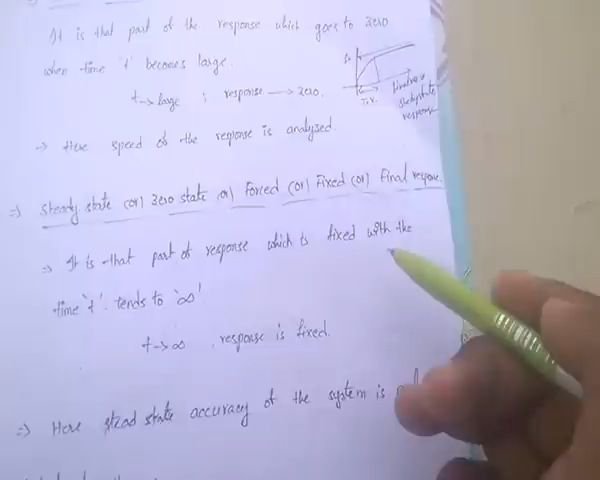 It is that part of the response which goes to zero
when time 't' becomes large.
t→large ; response → zero.
→ Here speed of the response is analyzed.
⇒ Steady state (or) zero state or) Forced (or) Fixed (or) Final response.
⇒ It is that part of response which is fixed with the
time 't'. tends to '∞'
t→∞ , response is fixed.
⇒ Here stead state accuracy of the system is